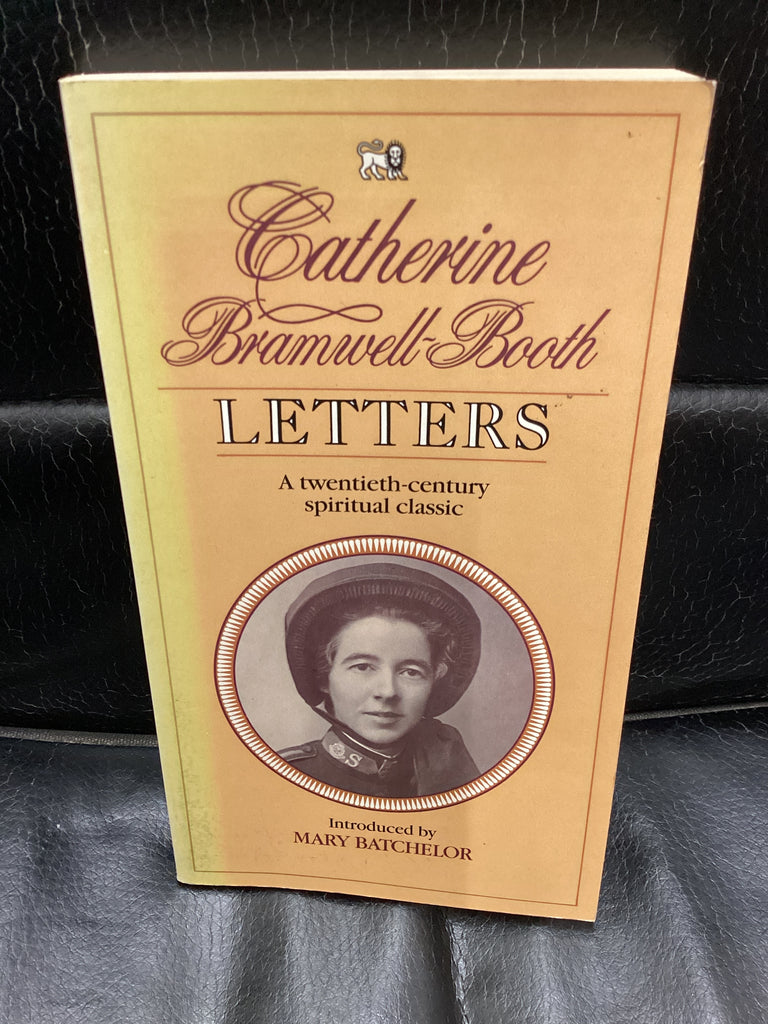 Catherine
Bramwell-Booth
LETTERS
A twentieth-century
spiritual classic
S
Introduced by
MARY BATCHELOR